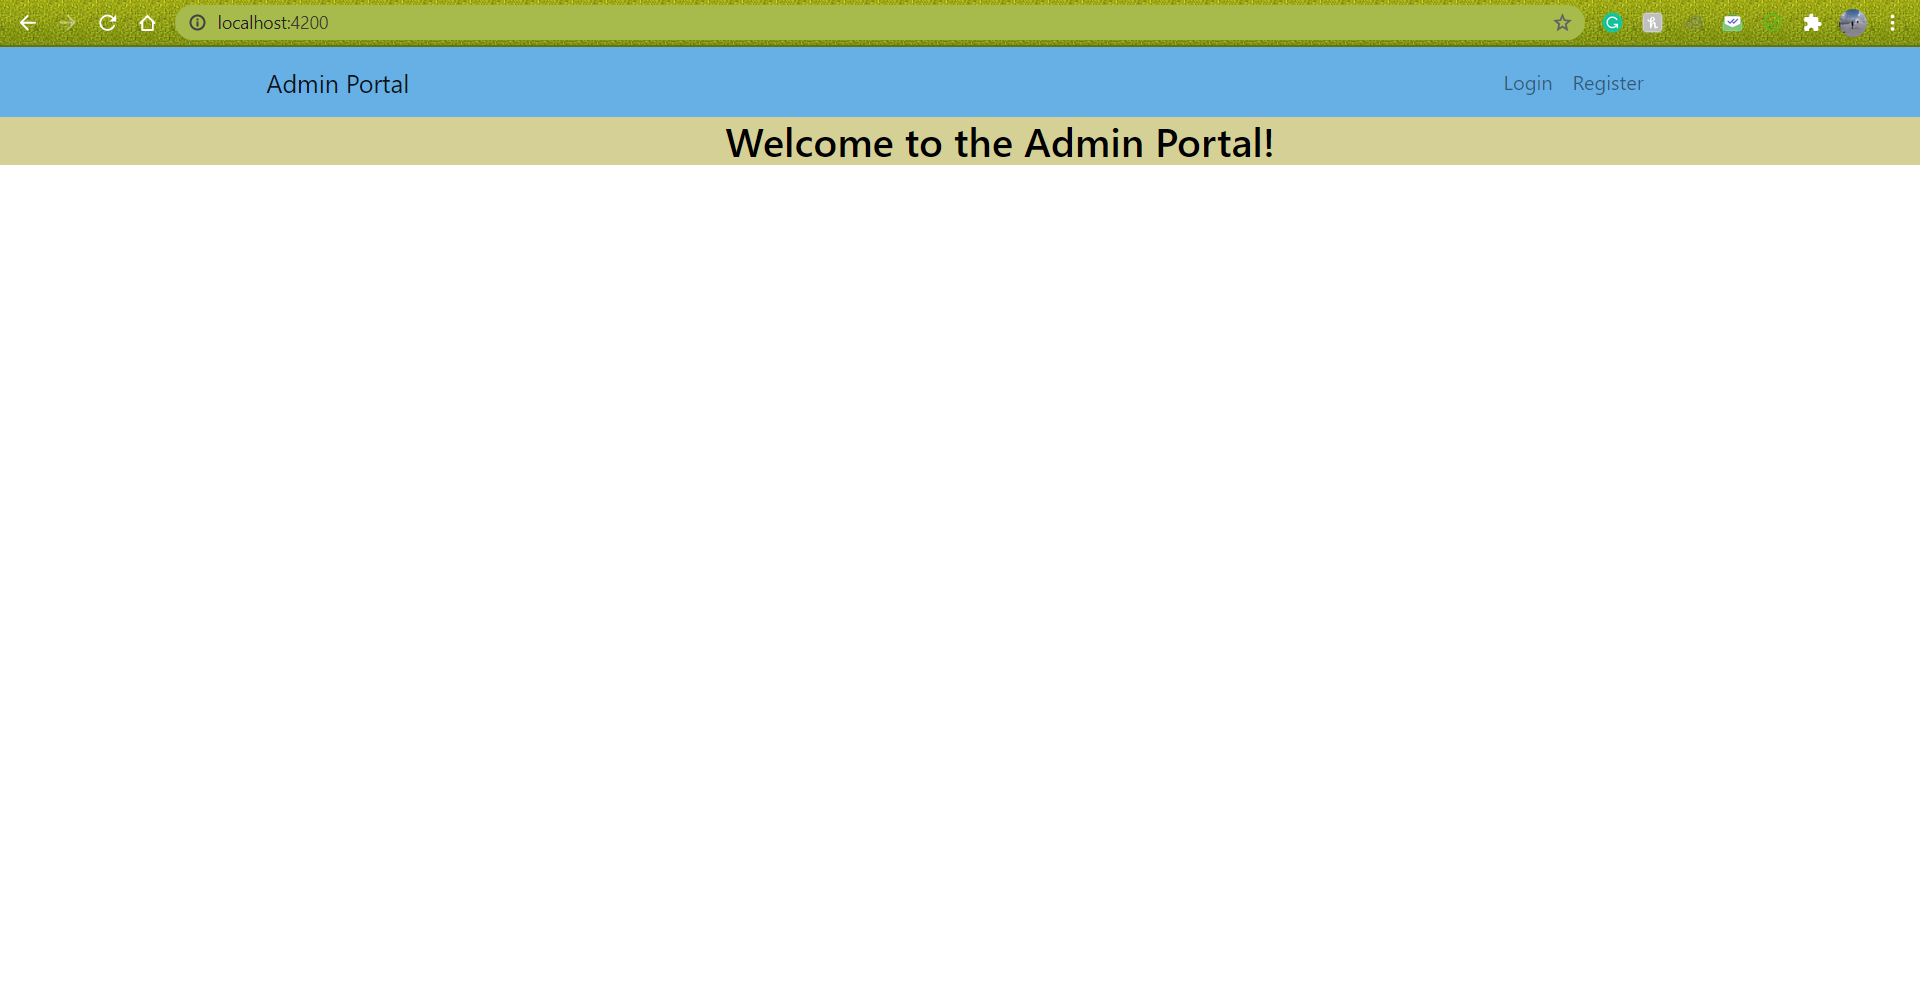 localhost:4200
Admin Portal
Login Register
Welcome to the Admin Portal!